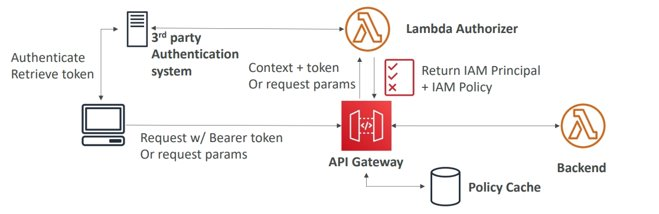 3rd party
Authentication
system
Lambda Authorizer
Authenticate
Retrieve token
Context + token
Or request params
Return IAM Principal
+ IAM Policy
Request w/ Bearer token
Or request params
API Gateway
Backend
Policy Cache